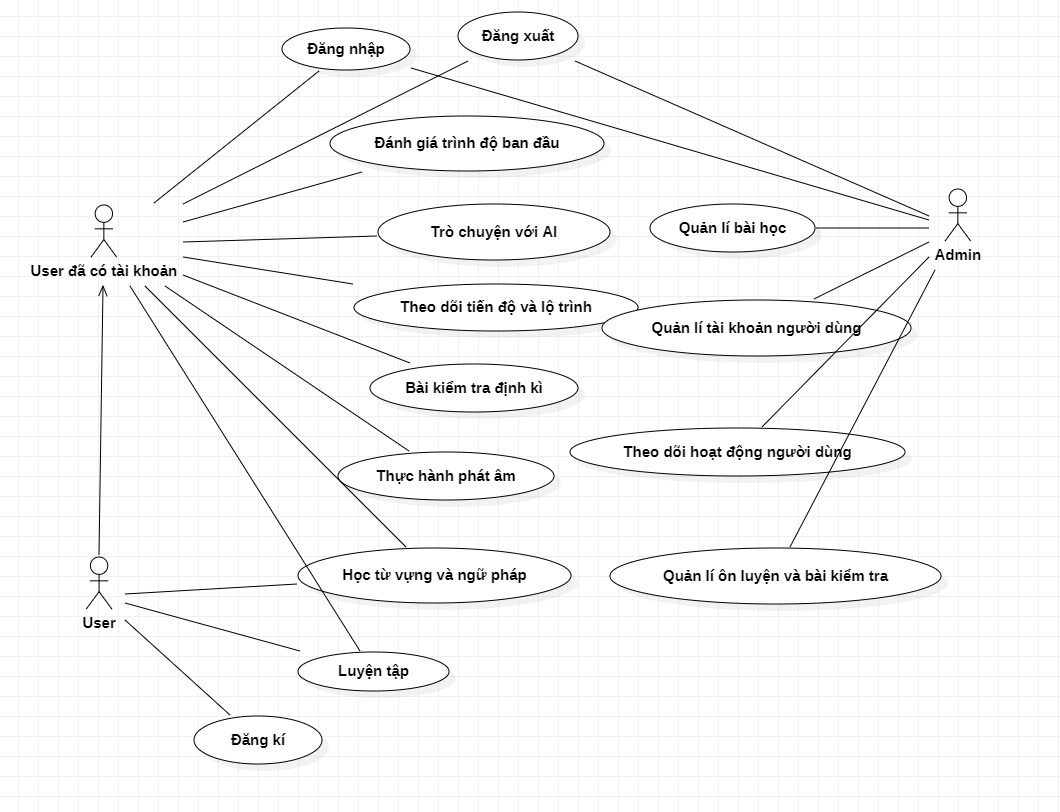 Đăng xuất
Đăng nhập
Đánh giá trình độ ban đầu
Trò chuyện với AI
Quản lí bài học
Admin
User đã có tài khoản
Theo dõi tiến độ và lộ trình
Quản lí tài khoản người dùng
Bài kiểm tra định kì
Theo dõi hoạt động người dùng
Thực hành phát âm
Học từ vựng và ngữ pháp
Quản lí ôn luyện và bài kiểm tra
User
Luyện tập
Đăng kí